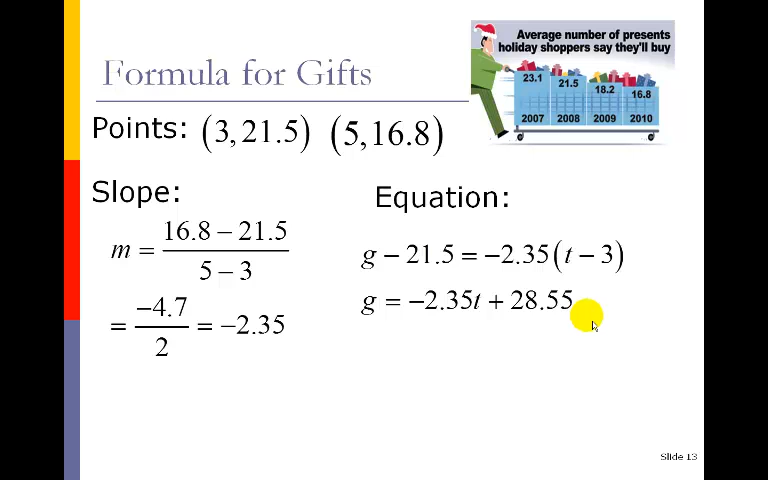 Formula for Gifts
Average number of presents
holiday shoppers say they'll buy
23.1 21.5 18.2 16.8
2007 2008 2009 2010
Points: (3, 21.5) (5, 16.8)
Slope:
m = \frac{16.8 − 21.5}{5 − 3}
= \frac{−4.7}{2} = −2.35
Equation:
g − 21.5 = −2.35(t − 3)
g = −2.35t + 28.55
Slide 13